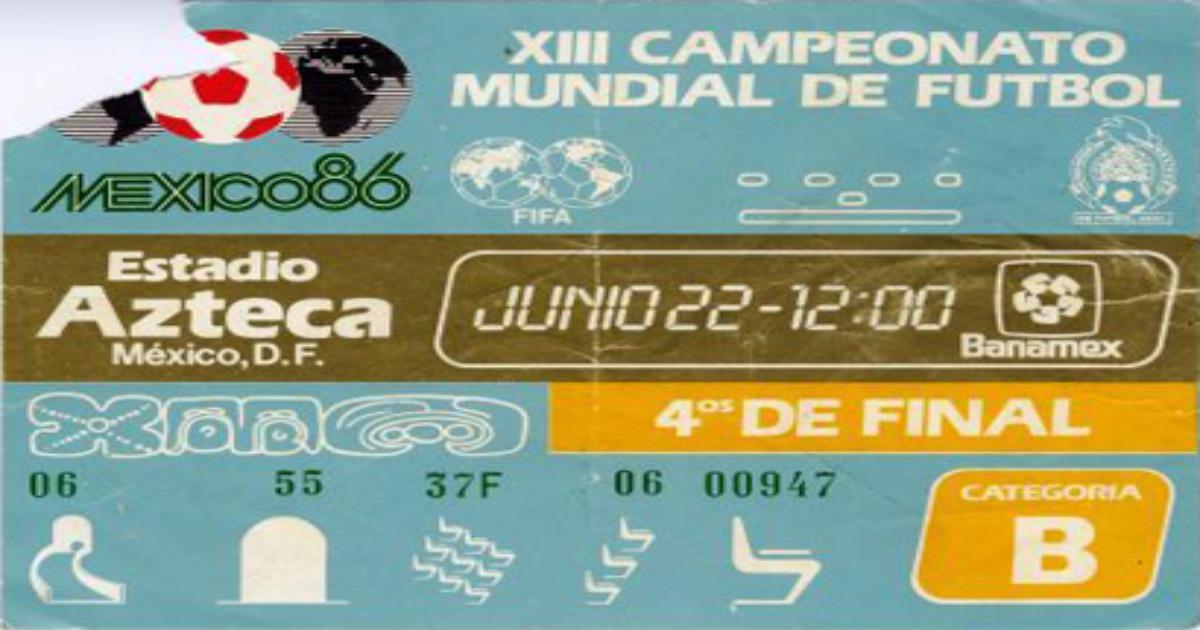 XIII CAMPEONATO
MUNDIAL DE FUTBOL
MEXICO86
FIFA
Estadio
Azteca
México, D.F.
JUNIO 22-12:00
Banamex
4os DE FINAL
06 55 37F 06 00947
CATEGORIA
B